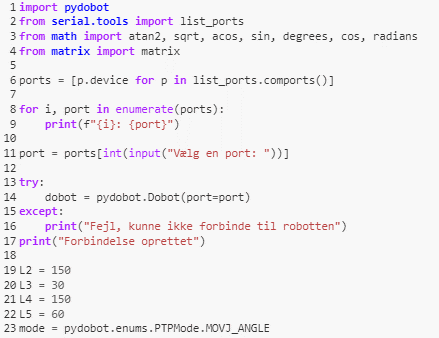 1 import pydobot
2 from serial.tools import list_ports
3 from math import atan2, sqrt, acos, sin, degrees, cos, radians
4 from matrix import matrix
5
6 ports = [p.device for p in list_ports.comports()]
7
8 for i, port in enumerate(ports):
9     print(f"{i}: {port}")
10
11 port = ports[int(input("Vælg en port: "))]
12
13 try:
14     dobot = pydobot.Dobot(port=port)
15 except:
16     print("Fejl, kunne ikke forbinde til robotten")
17 print("Forbindelse oprettet")
18
19 L2 = 150
20 L3 = 30
21 L4 = 150
22 L5 = 60
23 mode = pydobot.enums.PTPMode.MOVJ_ANGLE